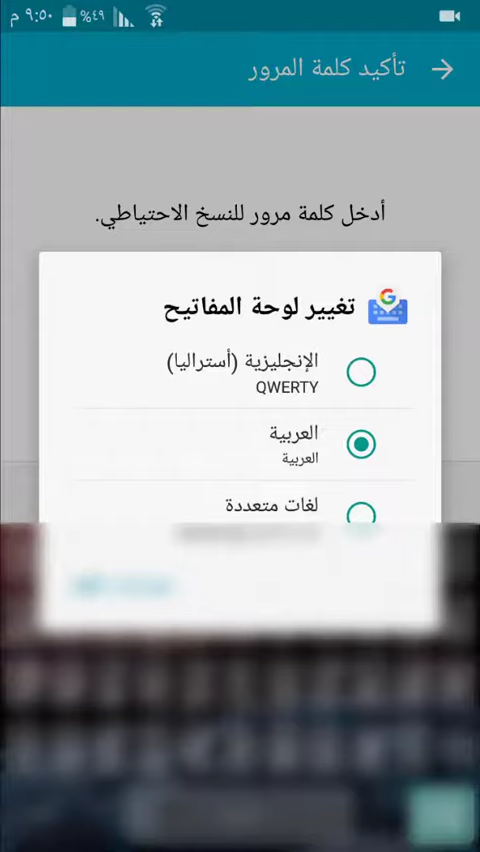 ٩:٥٠ م
٤٩%
تأكيد كلمة المرور
أدخل كلمة مرور للنسخ الاحتياطي.
تغيير لوحة المفاتيح
الإنجليزية (أستراليا)
QWERTY
العربية
العربية
لغات متعددة